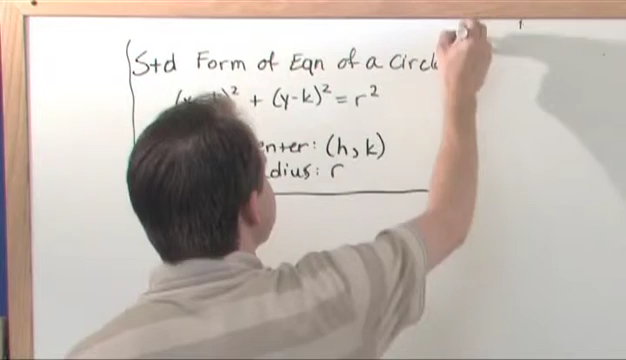 Std Form of Eqn of a Circl
)² + (y-k)² = r²
enter: (h, k)
dius: r